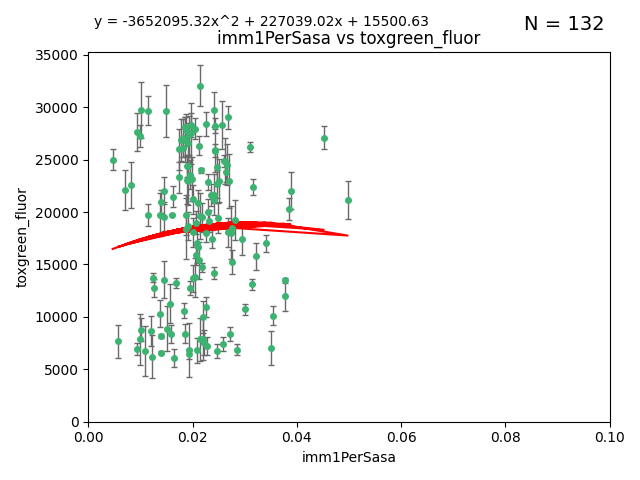 y = -3652095.32x^2 + 227039.02x + 15500.63
N = 132
imm1PerSasa vs toxgreen_fluor
35000
30000
25000
20000
15000
10000
5000
0
toxgreen_fluor
0.00 0.02 0.04 0.06 0.08 0.10
imm1PerSasa